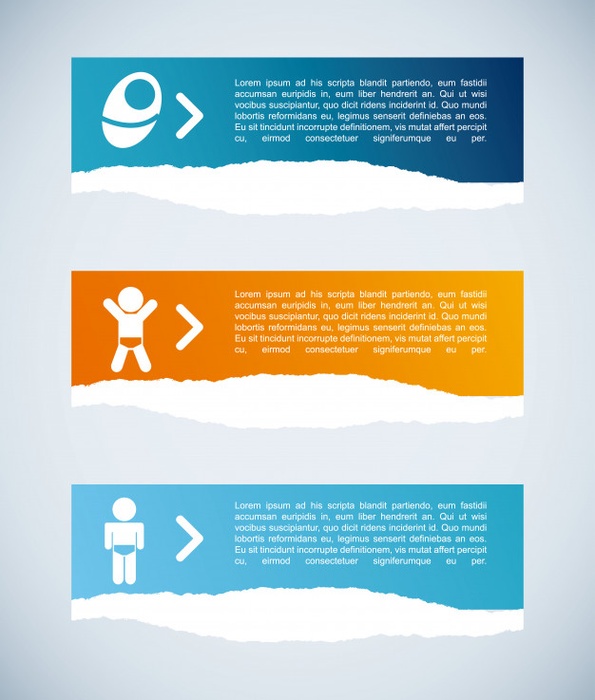 Lorem ipsum ad his scripta blandit partiendo, eum fastidii
accumsan euripidis in, eum liber hendrerit an. Qui ut wisi
vocibus suscipiantur, quo dicit ridens inciderint id. Quo mundi
lobortis reformidans eu, legimus senserit definiebas an eos.
Eu sit tincidunt incorrupte definitionem, vis mutat affert percipit
cu, eirmod consectetuer signiferumque eu per.
Lorem ipsum ad his scripta blandit partiendo, eum fastidii
accumsan euripidis in, eum liber hendrerit an. Qui ut wisi
vocibus suscipiantur, quo dicit ridens inciderint id. Quo mundi
lobortis reformidans eu, legimus senserit definiebas an eos.
Eu sit tincidunt incorrupte definitionem, vis mutat affert percipit
cu, eirmod consectetuer signiferumque eu per.
Lorem ipsum ad his scripta blandit partiendo, eum fastidii
accumsan euripidis in, eum liber hendrerit an. Qui ut wisi
vocibus suscipiantur, quo dicit ridens inciderint id. Quo mundi
lobortis reformidans eu, legimus senserit definiebas an eos.
Eu sit tincidunt incorrupte definitionem, vis mutat affert percipit
cu, eirmod consectetuer signiferumque eu per.